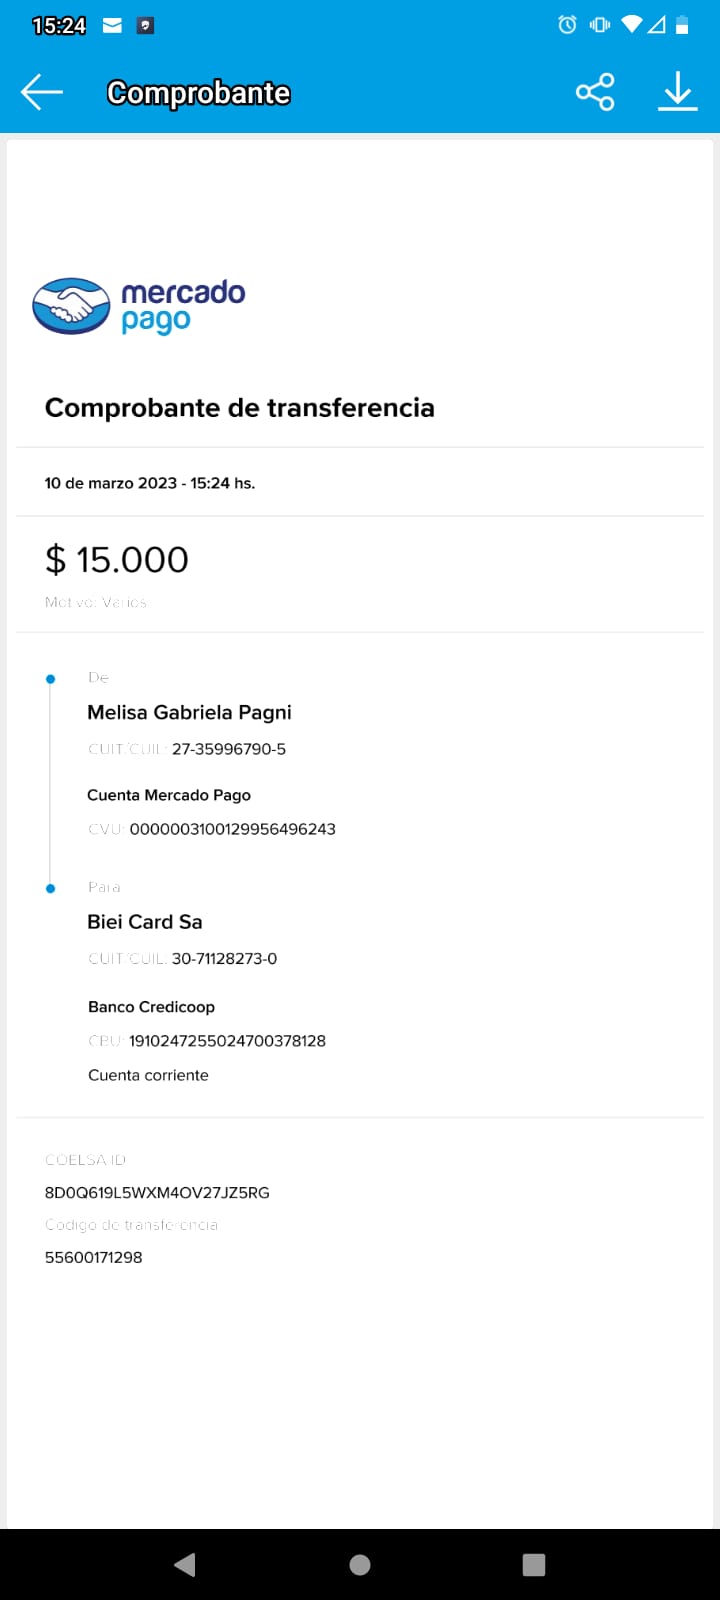 15:24
Comprobante
mercado
pago
Comprobante de transferencia
10 de marzo 2023 - 15:24 hs.
$ 15.000
Motivo: Varios
De
Melisa Gabriela Pagni
CUIT/CUIL: 27-35996790-5
Cuenta Mercado Pago
CVU: 0000003100129956496243
Para
Biei Card Sa
CUIT/CUIL: 30-71128273-0
Banco Credicoop
CBU: 1910247255024700378128
Cuenta corriente
COELSA ID
8D0Q619L5WXM4OV27JZ5RG
Código de transferencia
55600171298